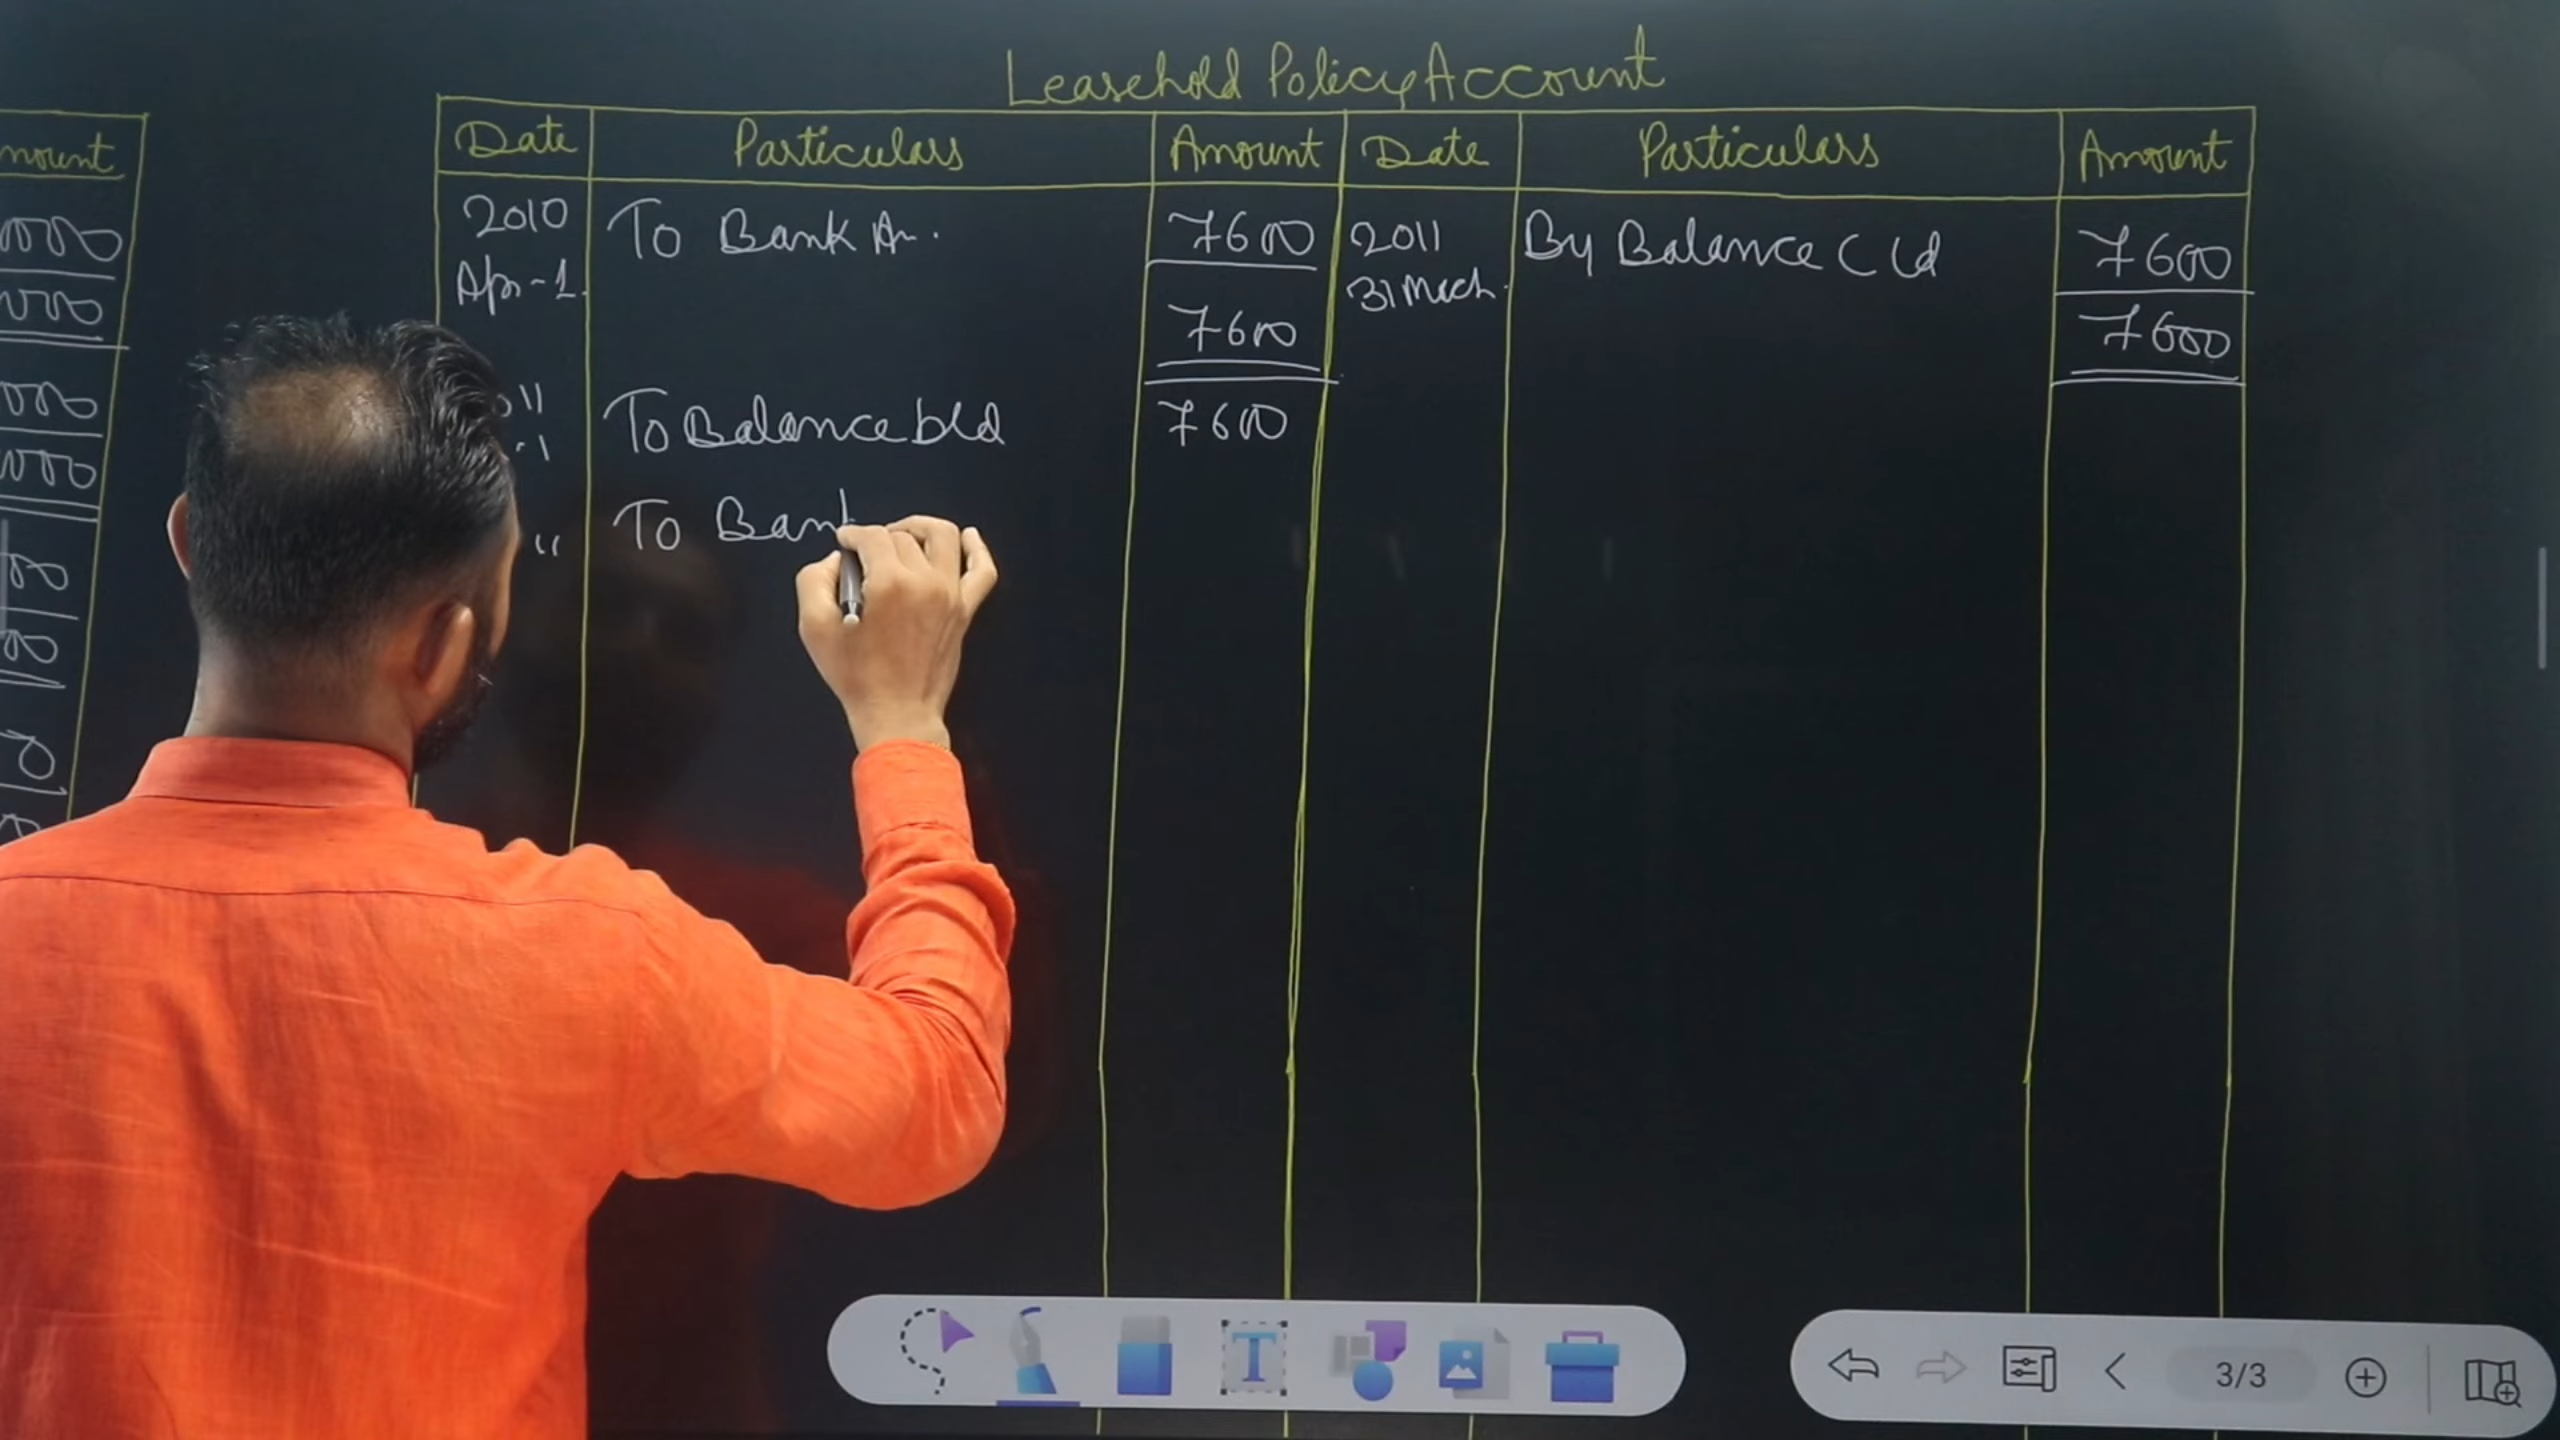 Leasehold Policy Account
Date Particulars Amount Date Particulars Amount
2010 To Bank A/c. 7600 2011 By Balance C/d 7600
Apr-1. 31 Mach.
7600 7600
To Balance b/d 7600
" To Bank
3/3